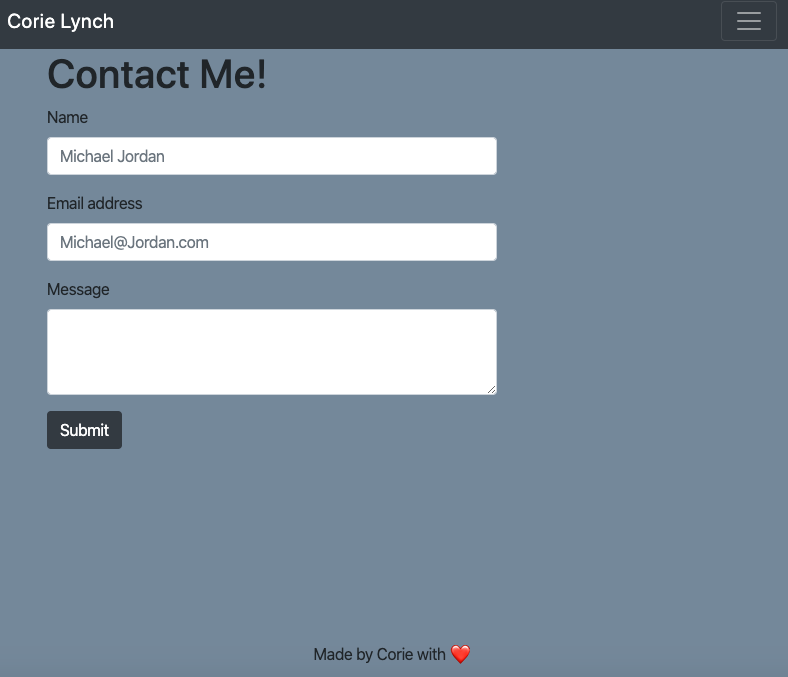 Corie Lynch
Contact Me!
Name
Michael Jordan
Email address
Michael@Jordan.com
Message
Submit
Made by Corie with ❤️